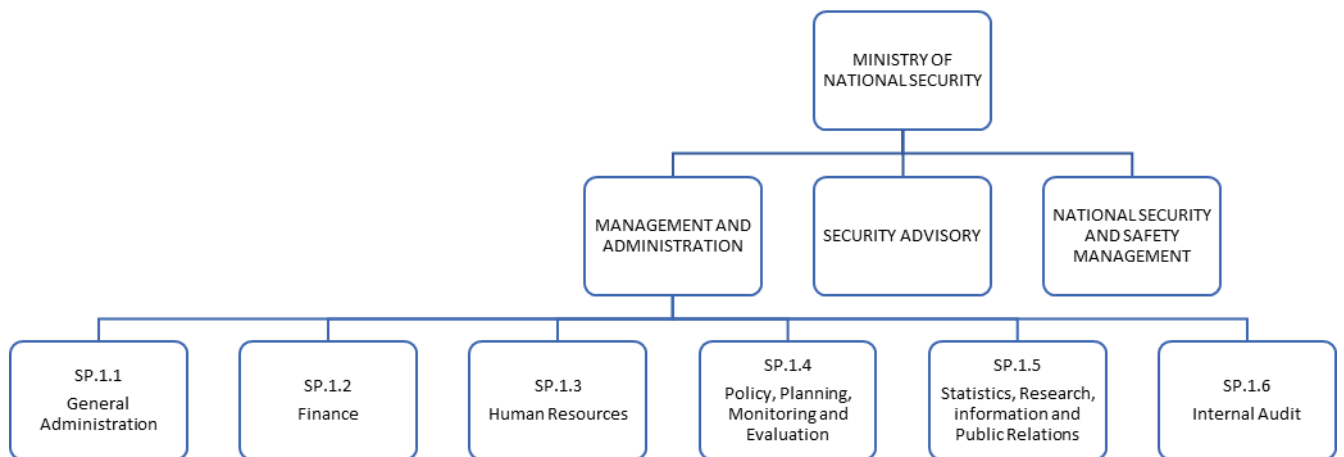 MINISTRY OF
NATIONAL SECURITY
MANAGEMENT AND
ADMINISTRATION
SECURITY ADVISORY
NATIONAL SECURITY
AND SAFETY
MANAGEMENT
SP.1.1
General
Administration
SP.1.2
Finance
SP.1.3
Human Resources
SP.1.4
Policy, Planning,
Monitoring and
Evaluation
SP.1.5
Statistics, Research,
information and
Public Relations
SP.1.6
Internal Audit